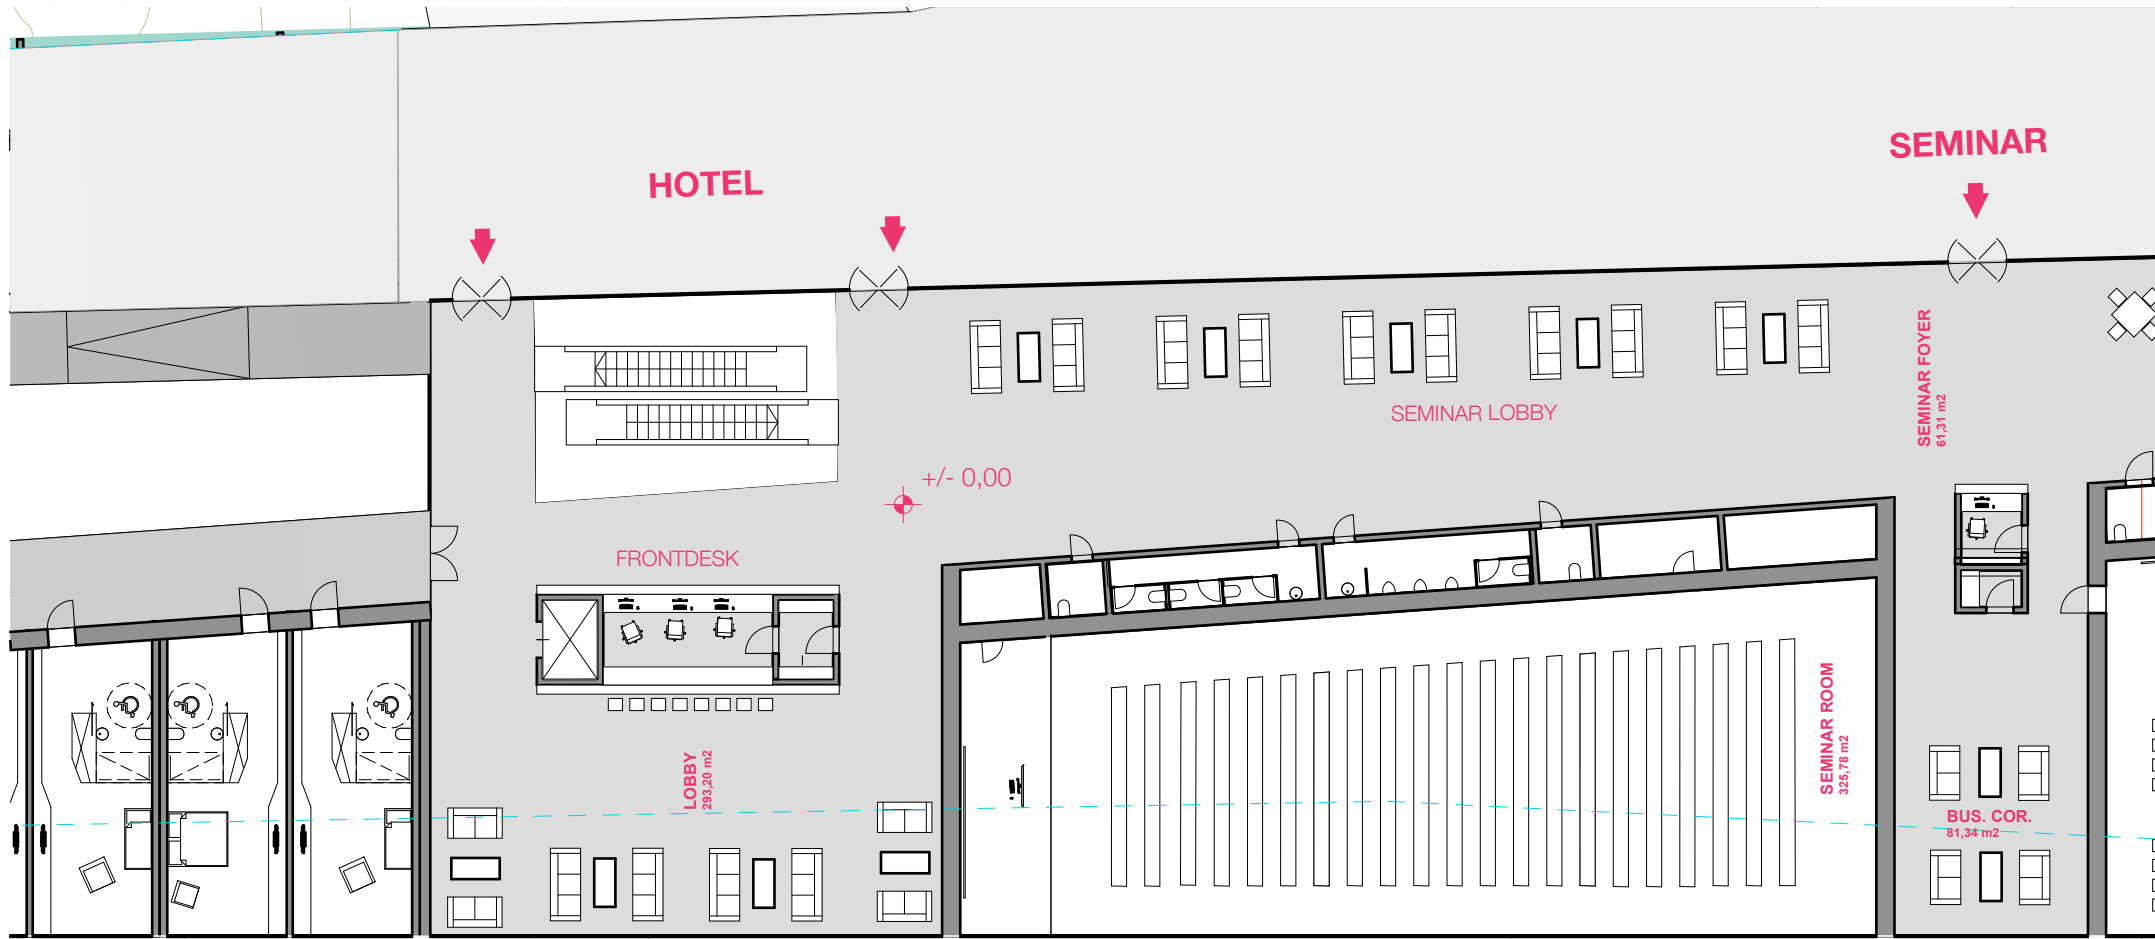 HOTEL
SEMINAR
SEMINAR LOBBY
SEMINAR FOYER
61,31 m2
+/- 0,00
FRONTDESK
LOBBY
293,20 m2
SEMINAR ROOM
325,78 m2
BUS. COR.
81,34 m2